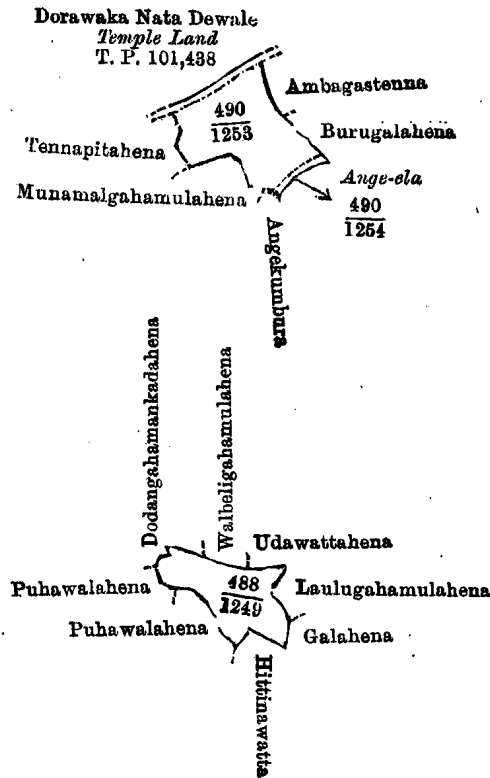 Dorawaka Nata Dewale
Temple Land
T. P. 101,438
Ambagastenna
490
1253
Burugalahena
Tennapitahena
Ange-ela
Munamalgahamulahena
490
1254
Angekumbura
Dodangahamankadahena
Walbeligahamulahena
Udawattahena
Puhawalahena
488
1249
Laulugahamulahena
Puhawalahena
Galahena
Hittinawatta